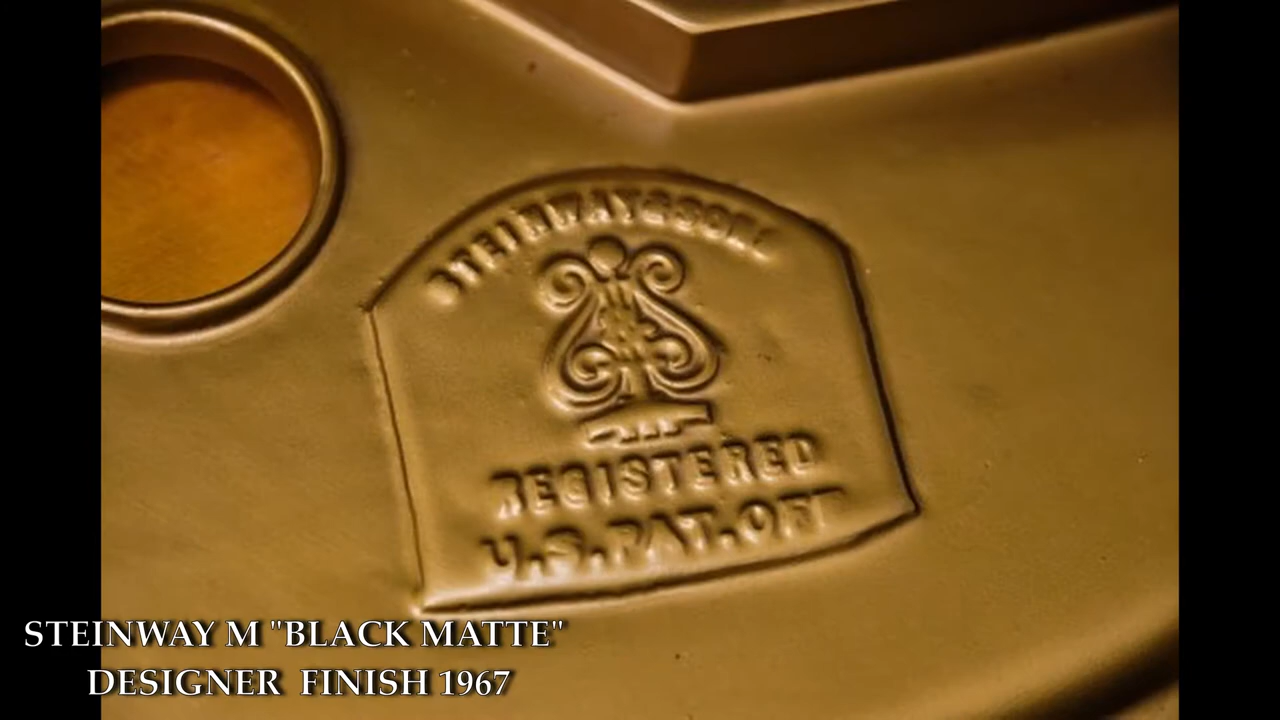 STEINWAY & SONS
REGISTERED
U.S. PAT. OFF
STEINWAY M "BLACK MATTE"
DESIGNER FINISH 1967